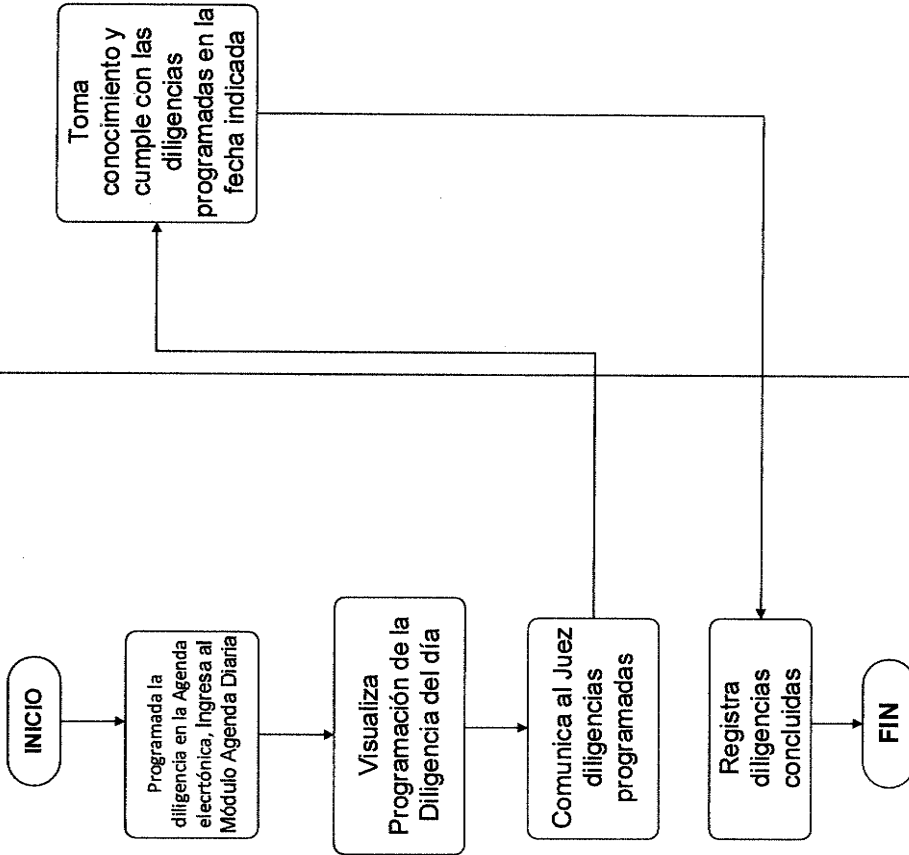 INICIO
Programada la
diligencia en la Agenda
elecrtónica, Ingresa al
Módulo Agenda Diaria
Visualiza
Programación de la
Diligencia del día
Comunica al Juez
diligencias
programadas
Toma
conocimiento y
cumple con las
diligencias
programadas en la
fecha indicada
Registra
diligencias
concluidas
FIN